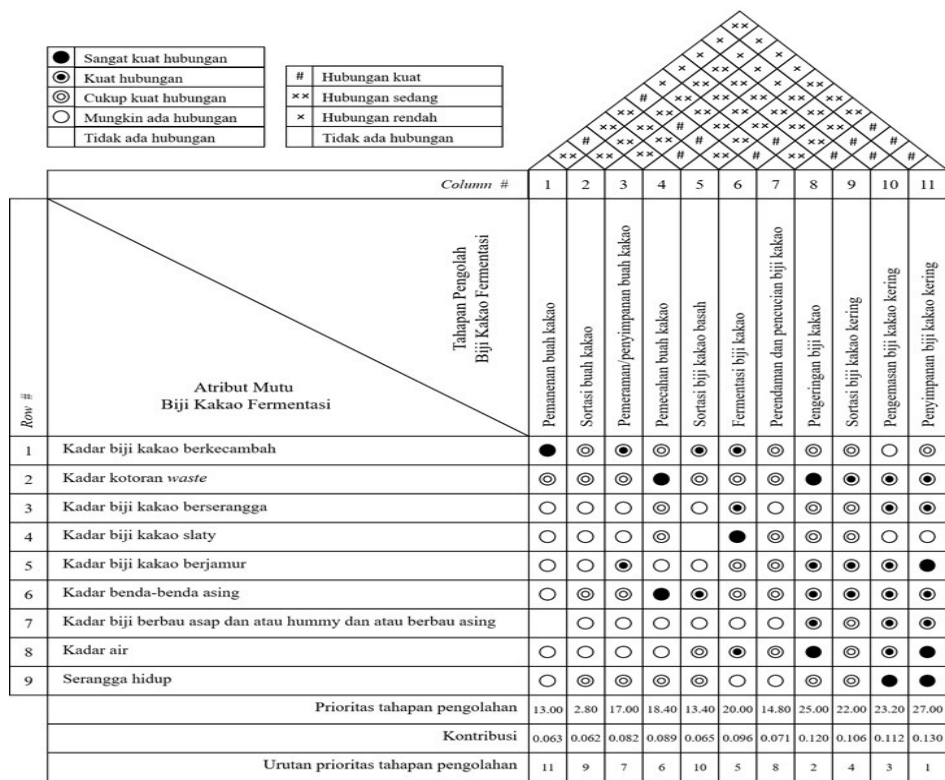 Sangat kuat hubungan
Kuat hubungan
Cukup kuat hubungan
Mungkin ada hubungan
Tidak ada hubungan
# Hubungan kuat
×× Hubungan sedang
× Hubungan rendah
Tidak ada hubungan
Column # 1 2 3 4 5 6 7 8 9 10 11
Row #
Tahapan Pengolah
Biji Kakao Fermentasi
Atribut Mutu
Biji Kakao Fermentasi
Pemanenan buah kakao
Sortasi buah kakao
Pemeraman/penyimpanan buah kakao
Pemecahan buah kakao
Sortasi biji kakao basah
Fermentasi biji kakao
Perendaman dan pencucian biji kakao
Pengeringan biji kakao
Sortasi biji kakao kering
Pengemasan biji kakao kering
Penyimpanan biji kakao kering
1 Kadar biji kakao berkecambah
2 Kadar kotoran waste
3 Kadar biji kakao berserangga
4 Kadar biji kakao slaty
5 Kadar biji kakao berjamur
6 Kadar benda-benda asing
7 Kadar biji berbau asap dan atau hummy dan atau berbau asing
8 Kadar air
9 Serangga hidup
Prioritas tahapan pengolahan 13.00 2.80 17.00 18.40 13.40 20.00 14.80 25.00 22.00 23.20 27.00
Kontribusi 0.063 0.062 0.082 0.089 0.065 0.096 0.071 0.120 0.106 0.112 0.130
Urutan prioritas tahapan pengolahan 11 9 7 6 10 5 8 2 4 3 1